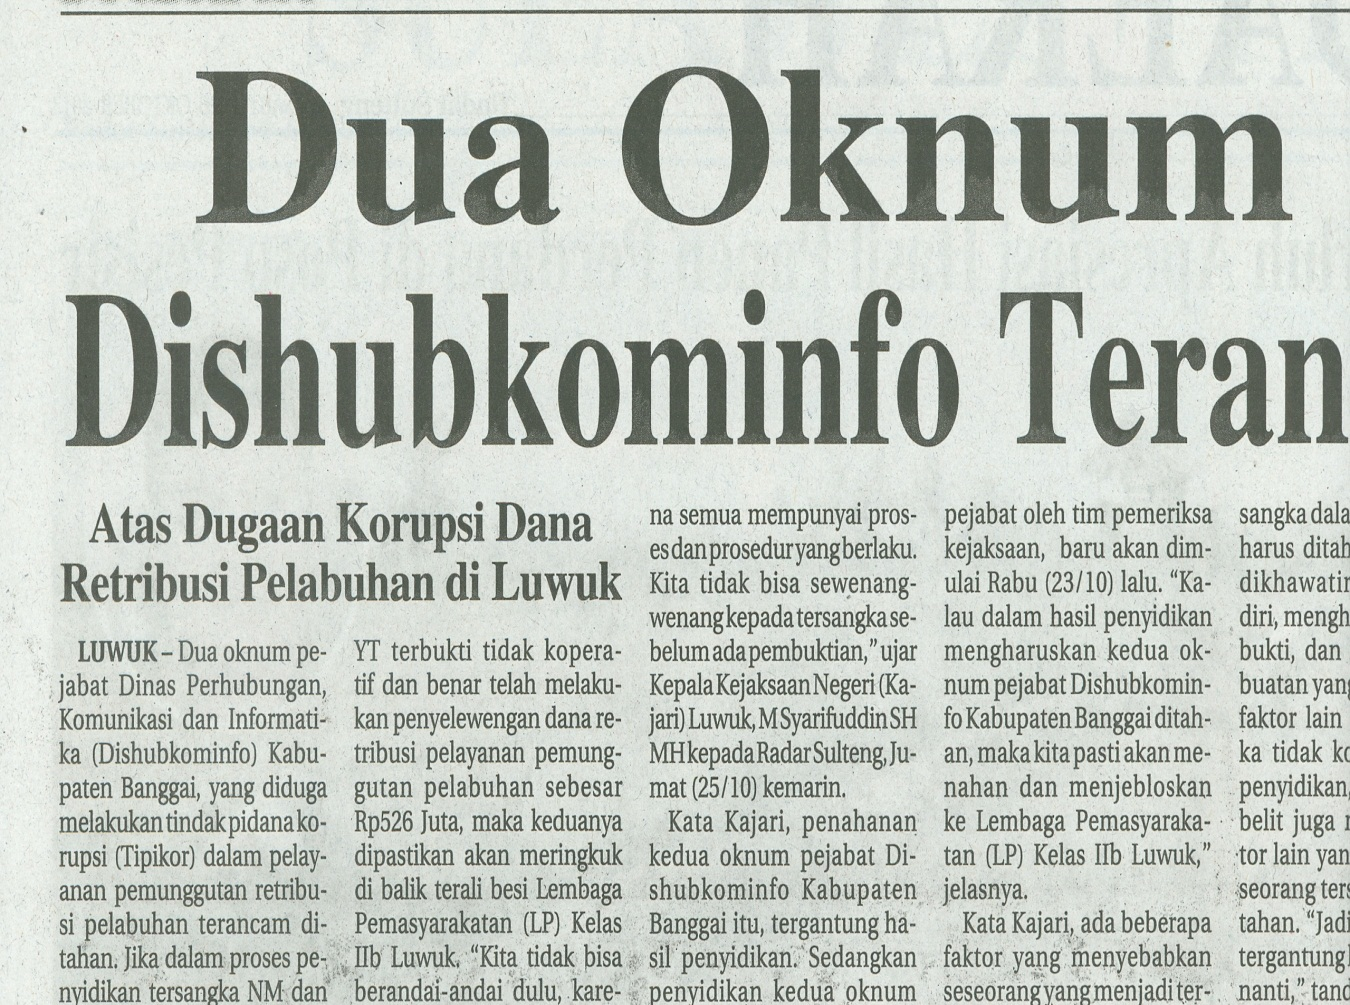 Dua Oknum
Dishubkominfo Teran
Atas Dugaan Korupsi Dana
Retribusi Pelabuhan di Luwuk
LUWUK – Dua oknum pe-
jabat Dinas Perhubungan,
Komunikasi dan Informati-
ka (Dishubkominfo) Kabu-
paten Banggai, yang diduga
melakukan tindak pidana ko-
rupsi (Tipikor) dalam pelay-
anan pemunggutan retribu-
si pelabuhan terancam di-
tahan. Jika dalam proses pe-
nyidikan tersangka NM dan
YT terbukti tidak kopera-
tif dan benar telah melaku-
kan penyelewengan dana re-
tribusi pelayanan pemung-
gutan pelabuhan sebesar
Rp526 Juta, maka keduanya
dipastikan akan meringkuk
di balik terali besi Lembaga
Pemasyarakatan (LP) Kelas
IIb Luwuk. “Kita tidak bisa
berandai-andai dulu, kare-
na semua mempunyai pros-
es dan prosedur yang berlaku.
Kita tidak bisa sewenang-
wenang kepada tersangka se-
belum ada pembuktian,” ujar
Kepala Kejaksaan Negeri (Ka-
jari) Luwuk, M Syarifuddin SH
MH kepada Radar Sulteng, Ju-
mat (25/10) kemarin.
Kata Kajari, penahanan
kedua oknum pejabat Di-
shubkominfo Kabupaten
Banggai itu, tergantung ha-
sil penyidikan. Sedangkan
penyidikan kedua oknum
pejabat oleh tim pemeriksa
kejaksaan, baru akan dim-
ulai Rabu (23/10) lalu. “Ka-
lau dalam hasil penyidikan
mengharuskan kedua ok-
num pejabat Dishubkomin-
fo Kabupaten Banggai ditah-
an, maka kita pasti akan me-
nahan dan menjebloskan
ke Lembaga Pemasyaraka-
tan (LP) Kelas IIb Luwuk,”
jelasnya.
Kata Kajari, ada beberapa
faktor yang menyebabkan
seseorang yang menjadi ter-
sangka dala
harus ditah
dikhawatir
diri, mengh
bukti, dan
buatan yang
faktor lain
ka tidak ko
penyidikan,
belit juga
tor lain yan
seorang ters
tahan. “Jadi
tergantung
nanti,” tand